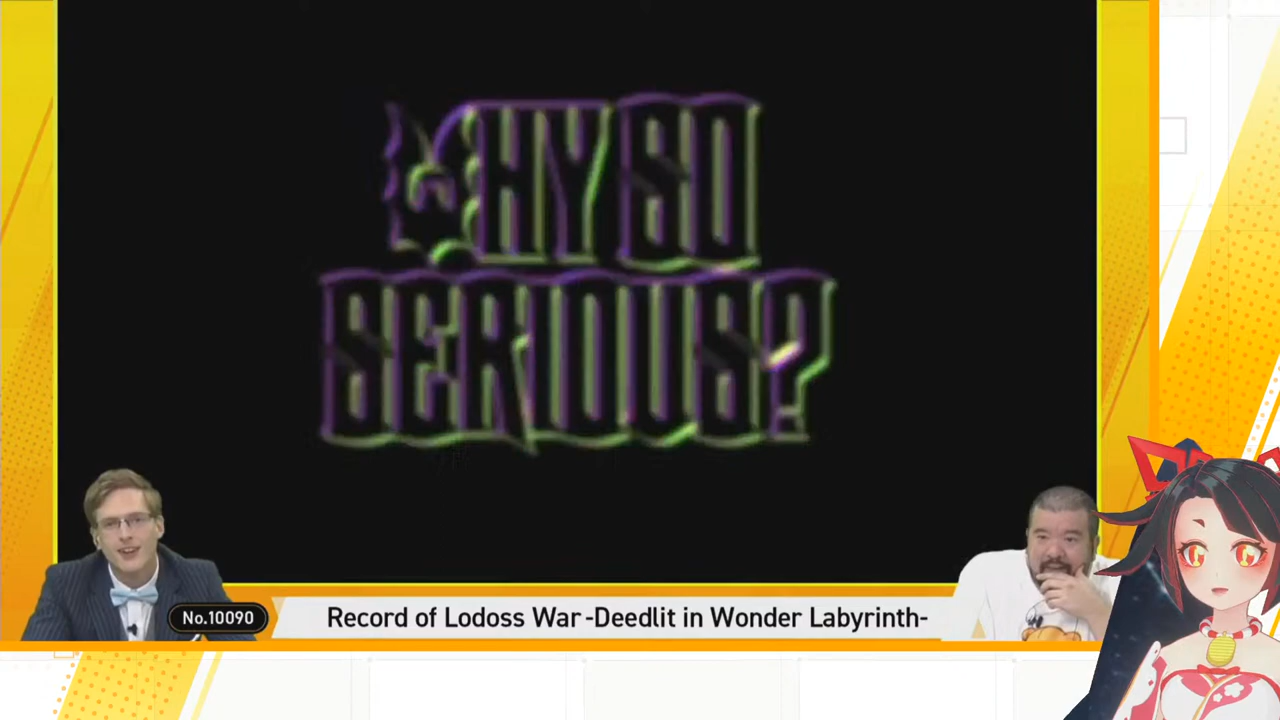 WHY SO
SERIOUS?
No.10090
Record of Lodoss War -Deedlit in Wonder Labyrinth-